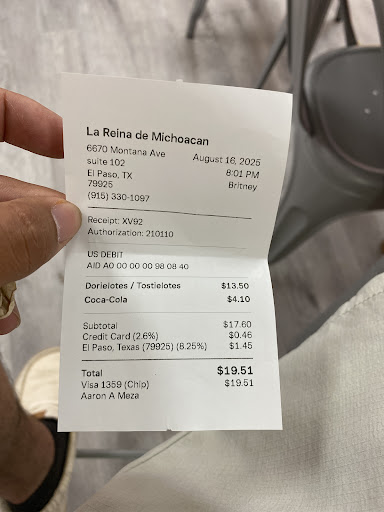 La Reina de Michoacan
6670 Montana Ave
suite 102
El Paso, TX
79925
(915) 330-1097
August 16, 2025
8:01 PM
Britney
Receipt: XV92
Authorization: 210110
US DEBIT
AID A0 00 00 00 98 08 40
Dorielotes / Tostielotes $13.50
Coca-Cola $4.10
Subtotal $17.60
Credit Card (2.6%) $0.46
El Paso, Texas (79925) (8.25%) $1.45
Total $19.51
Visa 1359 (Chip) $19.51
Aaron A Meza